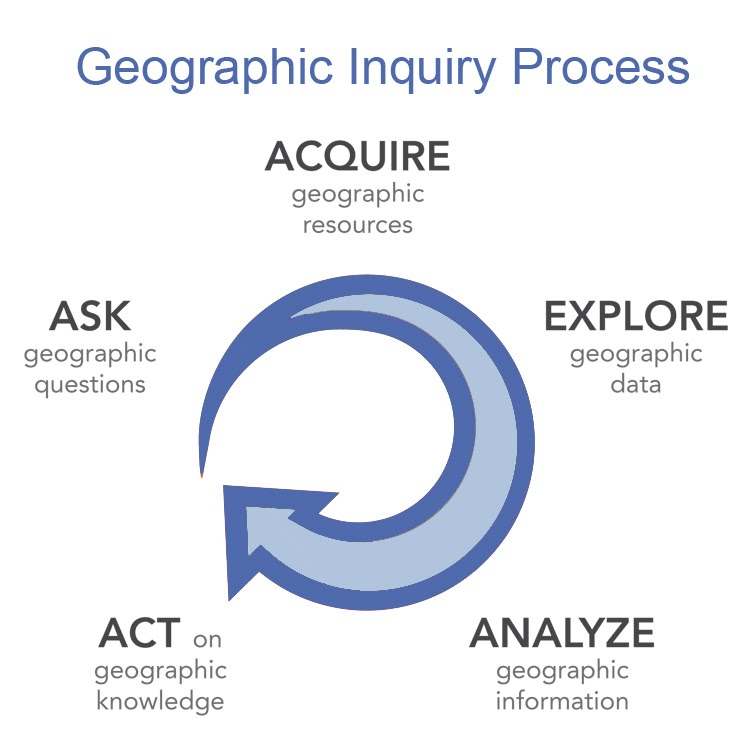 Geographic Inquiry Process
ACQUIRE
geographic
resources
ASK
geographic
questions
EXPLORE
geographic
data
ACT on
geographic
knowledge
ANALYZE
geographic
information